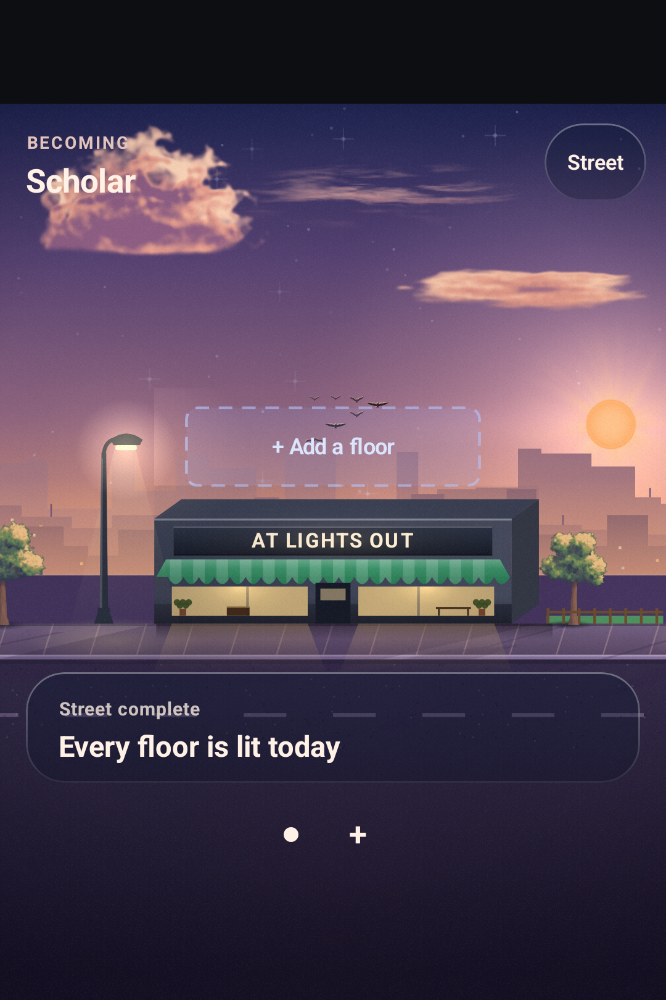 BECOMING
Scholar
Street
+ Add a floor
AT LIGHTS OUT
Street complete
Every floor is lit today
+